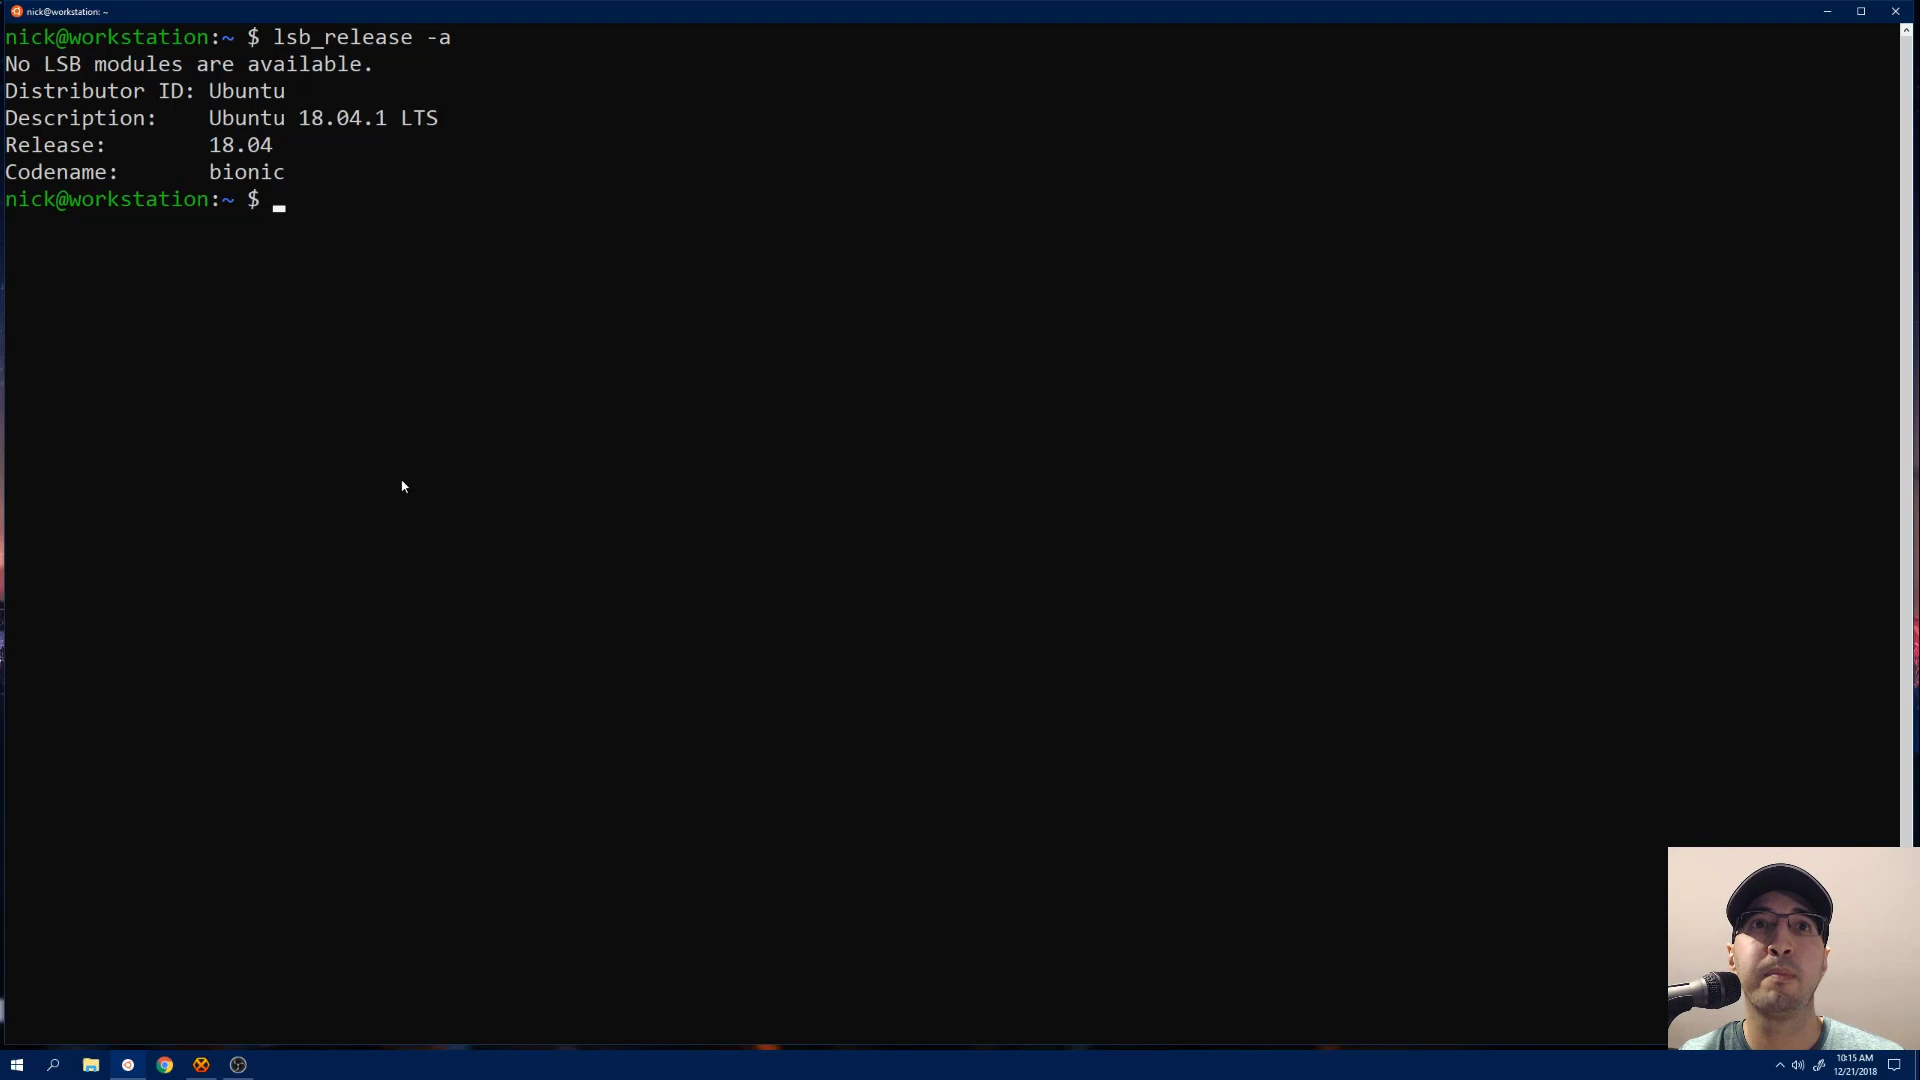 nick@workstation: ~
nick@workstation:~ $ lsb_release -a
No LSB modules are available.
Distributor ID: Ubuntu
Description:    Ubuntu 18.04.1 LTS
Release:        18.04
Codename:       bionic
nick@workstation:~ $
10:15 AM
12/21/2018